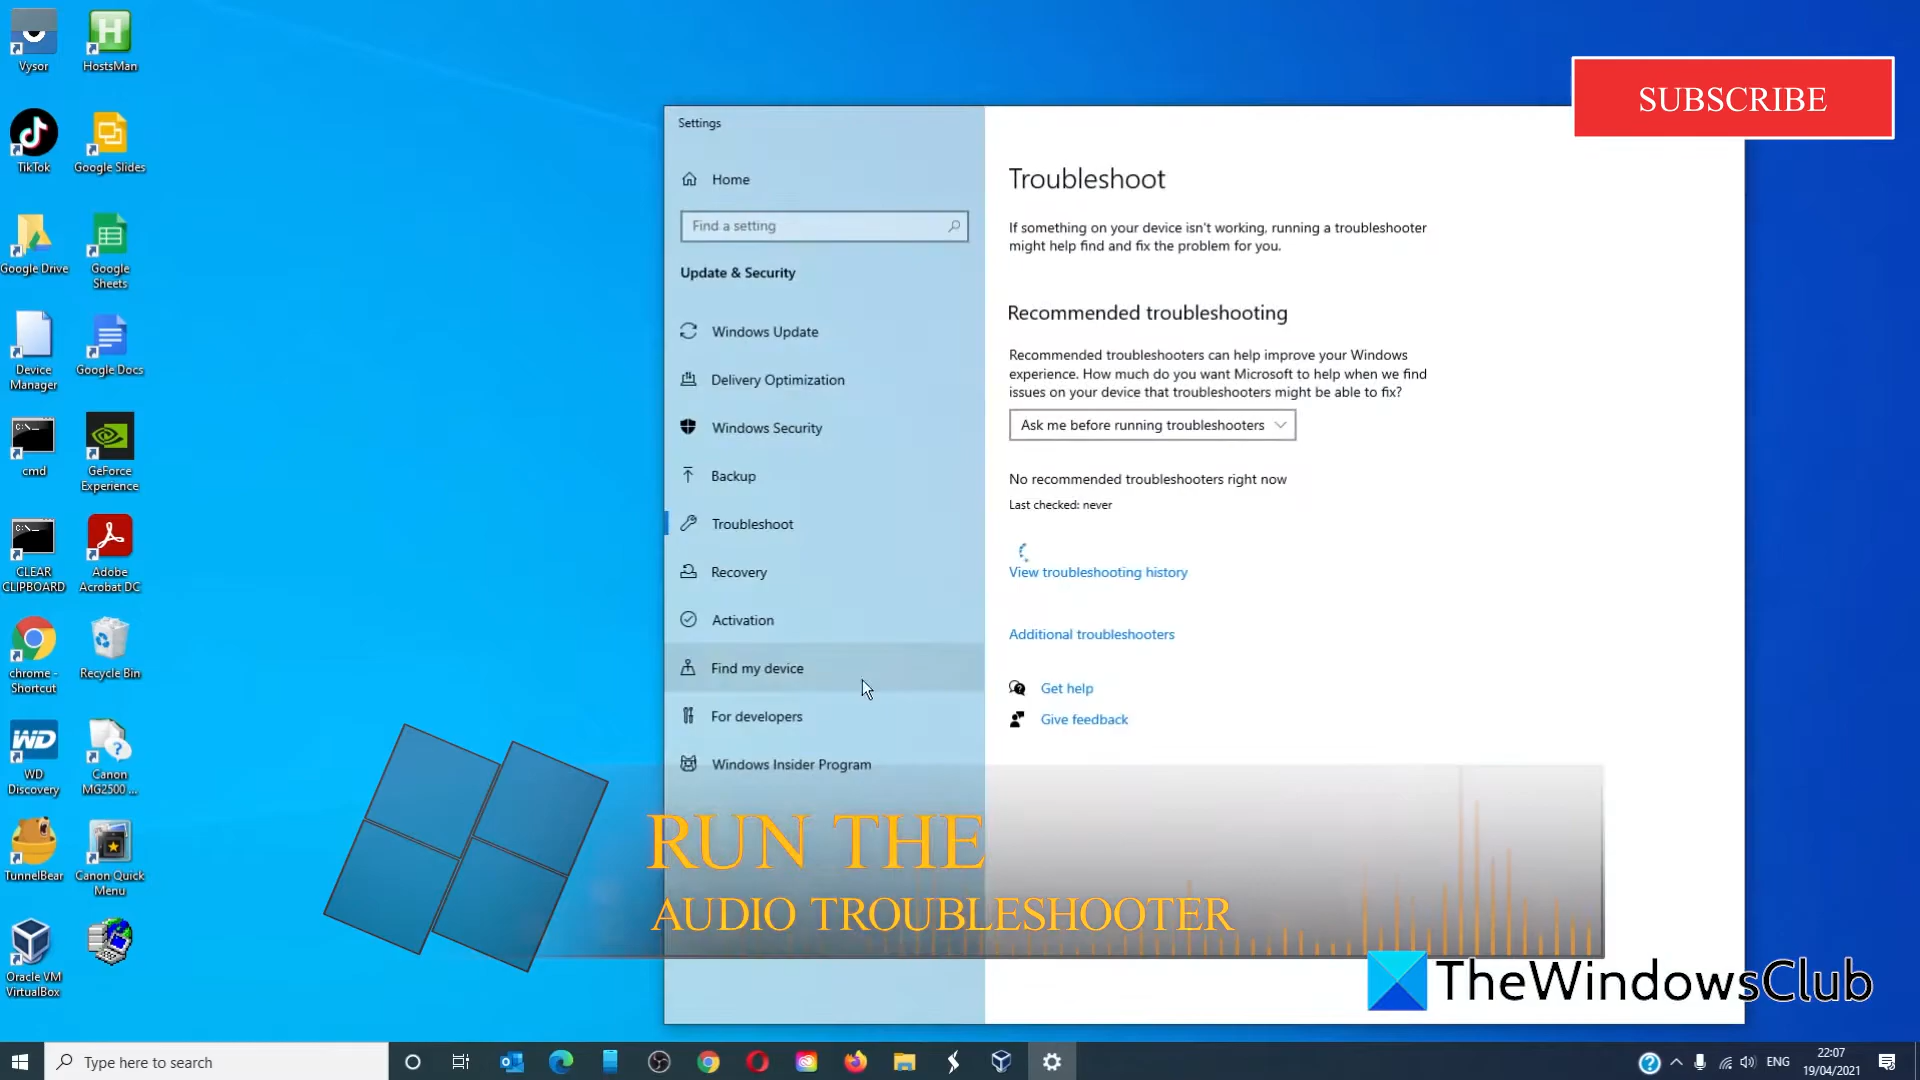 Vysor
HostsMan
TikTok
Google Slides
Google Drive
Google
Sheets
Device
Manager
Google Docs
C:\_
cmd
GeForce
Experience
C:\_
CLEAR
CLIPBOARD
Adobe
Acrobat DC
chrome -
Shortcut
Recycle Bin
WD
WD
Discovery
Canon
MG2500 ...
TunnelBear
Canon Quick
Menu
Oracle VM
VirtualBox
Settings
Home
Find a setting
Update & Security
Windows Update
Delivery Optimization
Windows Security
Backup
Troubleshoot
Recovery
Activation
Find my device
For developers
Windows Insider Program
Troubleshoot
If something on your device isn't working, running a troubleshooter
might help find and fix the problem for you.
Recommended troubleshooting
Recommended troubleshooters can help improve your Windows
experience. How much do you want Microsoft to help when we find
issues on your device that troubleshooters might be able to fix?
Ask me before running troubleshooters
No recommended troubleshooters right now
Last checked: never
View troubleshooting history
Additional troubleshooters
Get help
Give feedback
SUBSCRIBE
RUN THE
AUDIO TROUBLESHOOTER
TheWindowsClub
Type here to search
ENG
22:07
19/04/2021